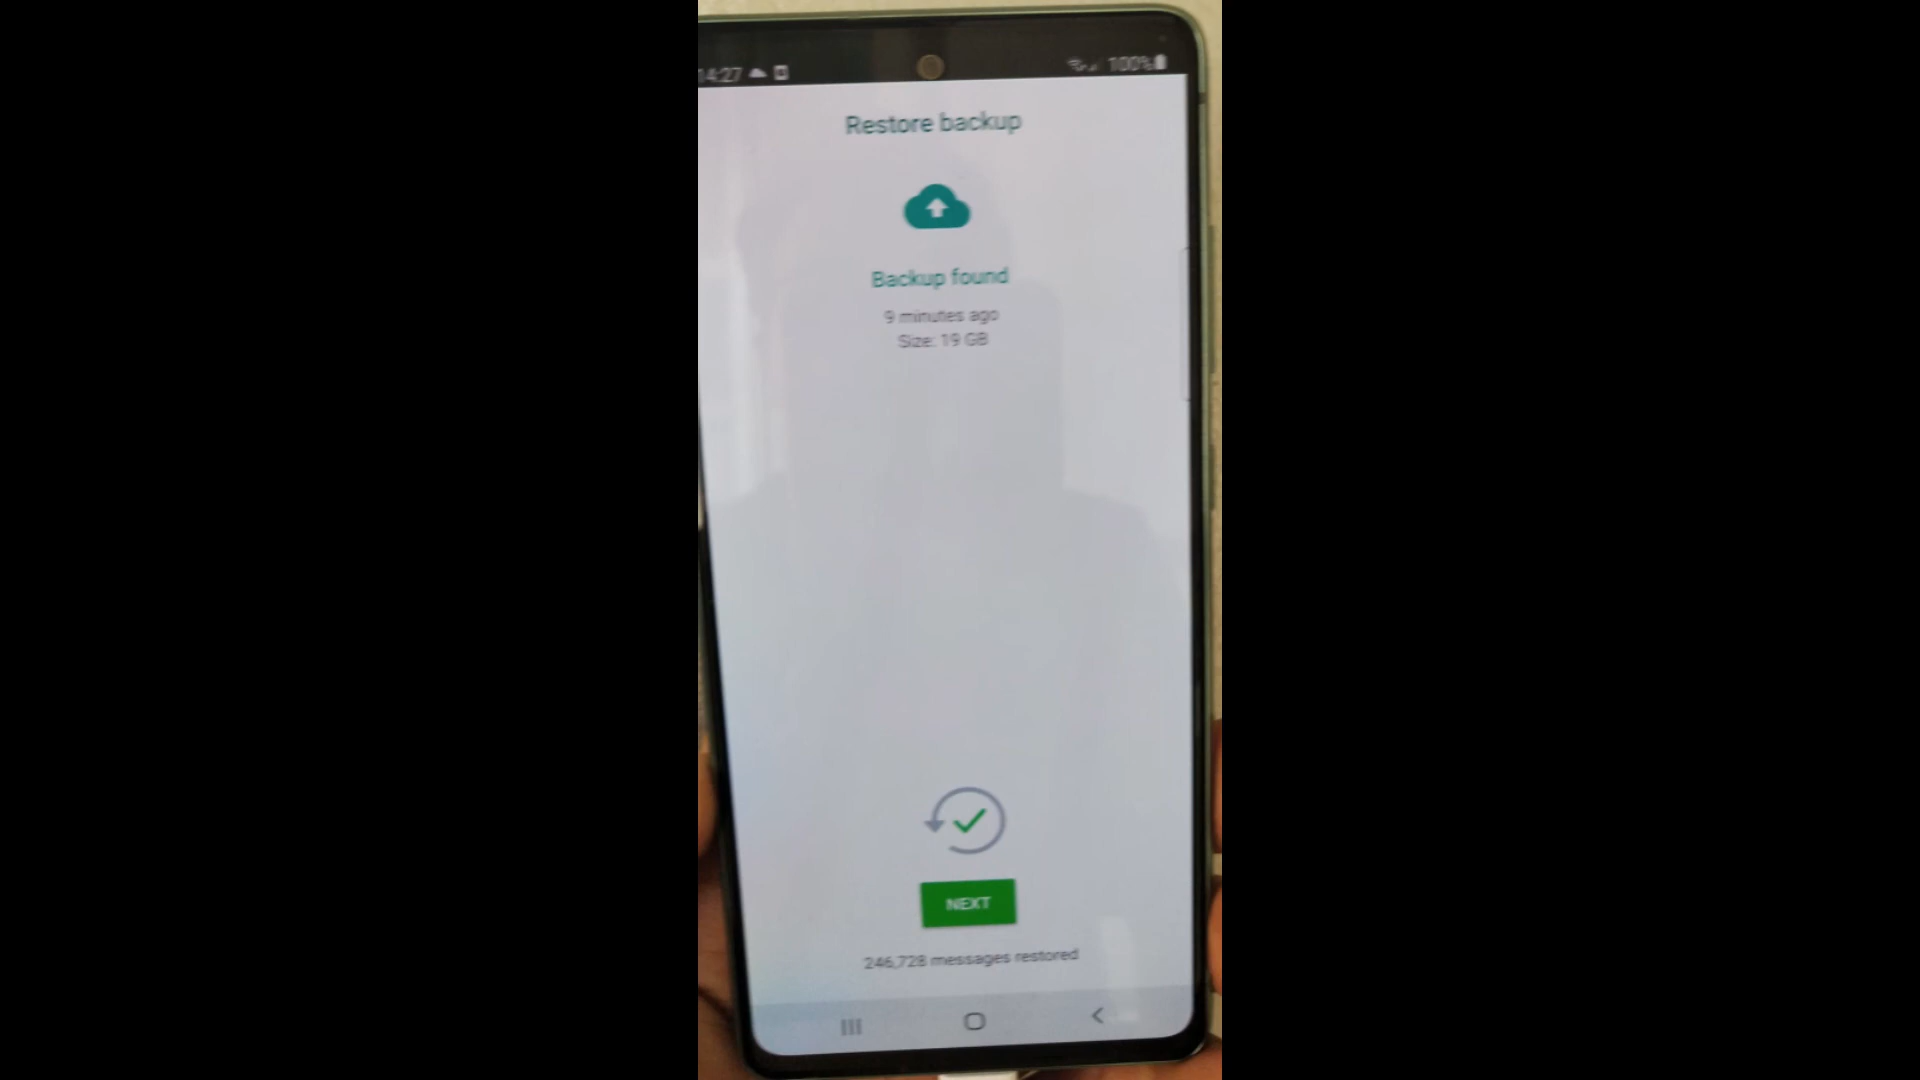 14:27
100%
Restore backup
Backup found
9 minutes ago
Size: 19 GB
NEXT
246,728 messages restored